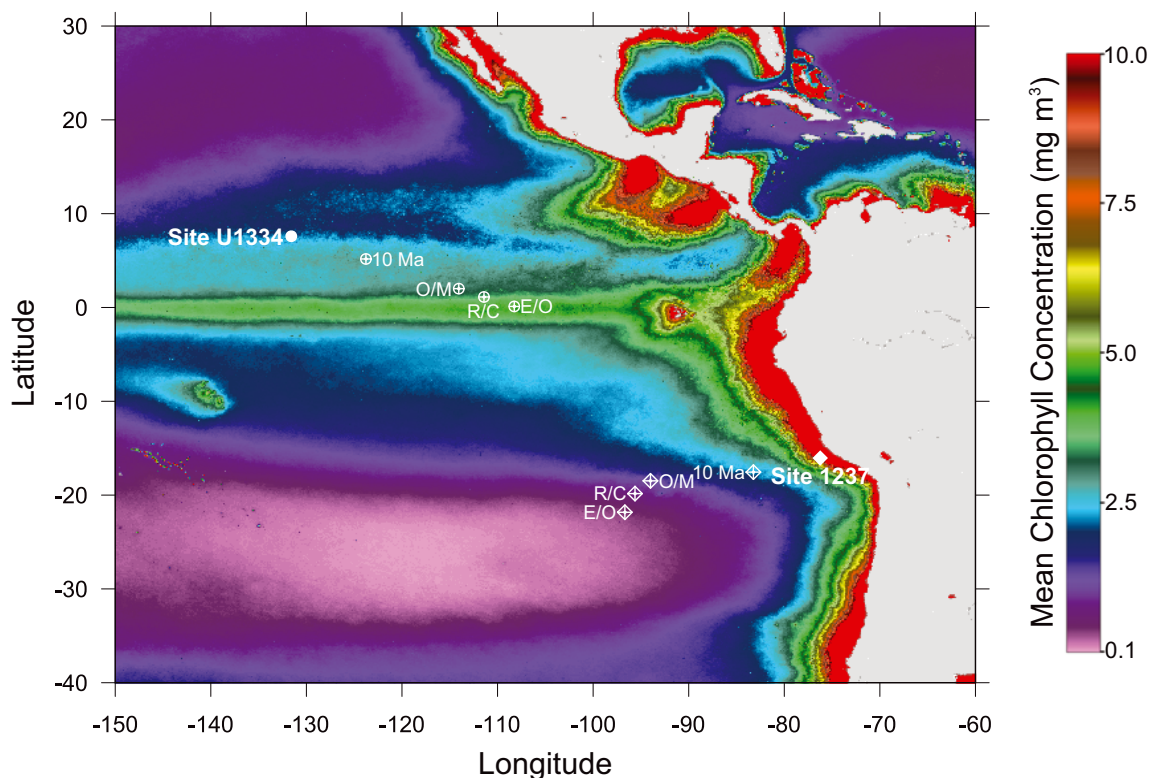 30
20
10
0
-10
-20
-30
-40
Latitude
-150 -140 -130 -120 -110 -100 -90 -80 -70 -60
Longitude
Site U1334
10 Ma
O/M
R/C
E/O
10 Ma
Site 1237
O/M
R/C
E/O
10.0
7.5
5.0
2.5
0.1
Mean Chlorophyll Concentration (mg m³)